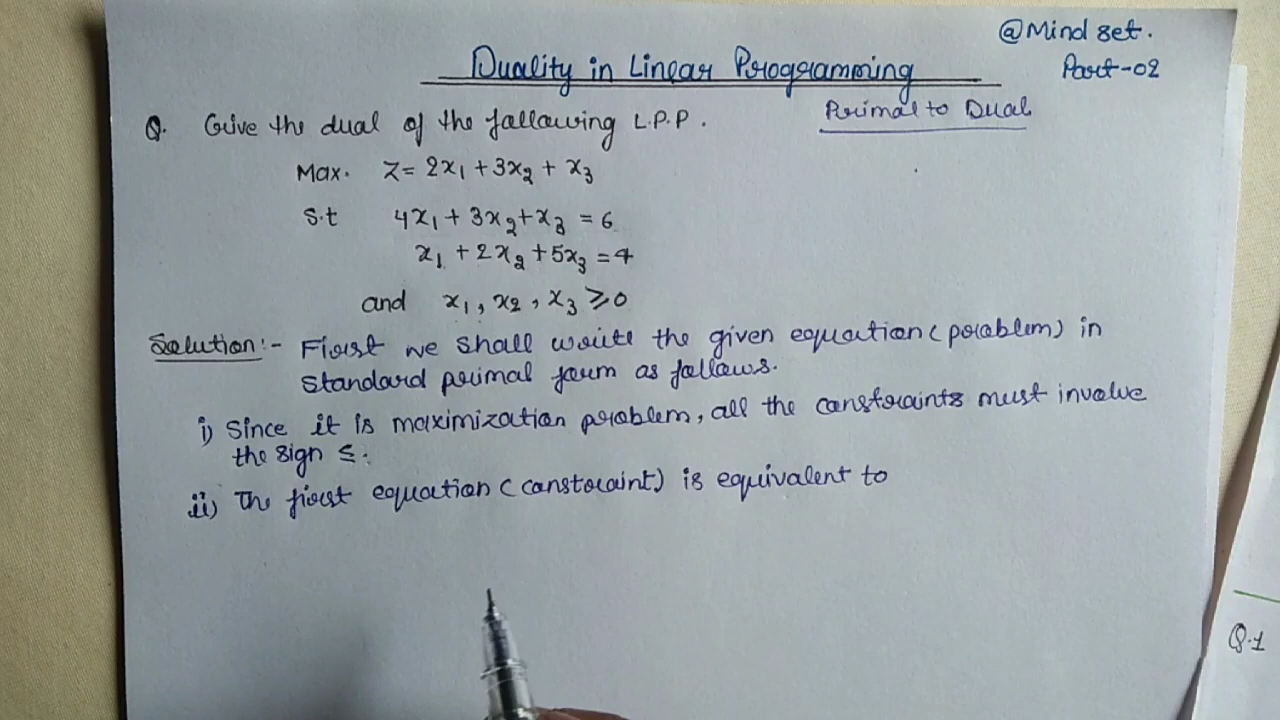 @Mind set.
Part-02
Duality in Linear Programming
Primal to Dual
Q. Give the dual of the following L.P.P.
Max. Z= 2x₁ + 3x₂ + x₃
s.t 4x₁ + 3x₂ + x₃ = 6
x₁ + 2x₂ + 5x₃ = 4
and x₁, x₂, x₃ ≥ 0
Solution:- First we shall write the given equation (problem) in
standard primal form as follows.
i) Since it is maximization problem, all the constraints must involve
the sign ≤.
ii) The first equation (constraint) is equivalent to
Q.1